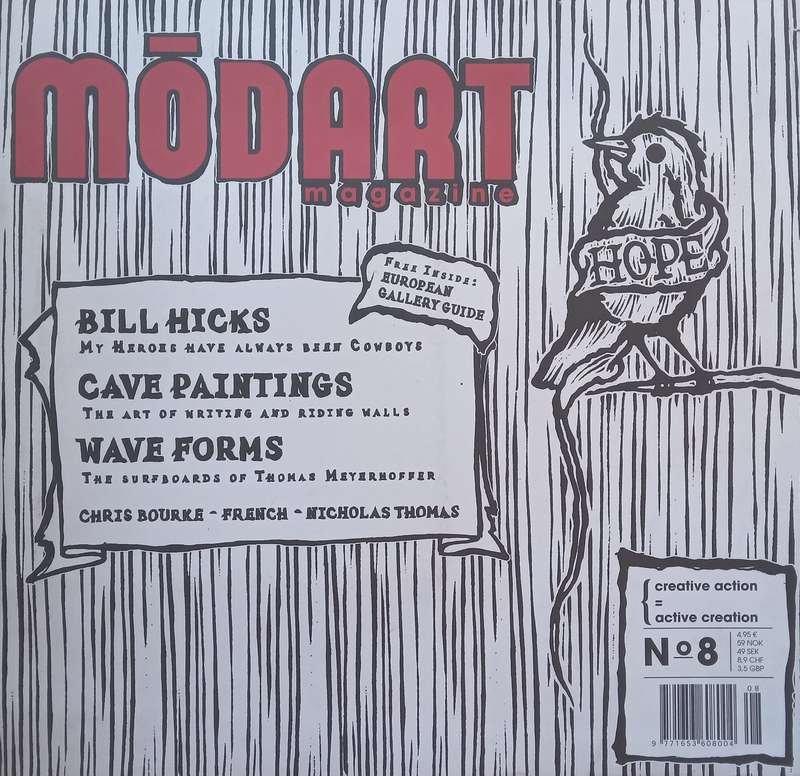 MŌDART
magazine
HOPE
Free Inside:
European
Gallery Guide
Bill Hicks
My Heroes have always been Cowboys
Cave Paintings
The art of writing and riding walls
Wave Forms
The surfboards of Thomas Meyerhoffer
Chris Bourke - French - Nicholas Thomas
creative action
=
active creation
Nº8
4,95 €
59 NOK
49 SEK
8,9 CHF
3,5 GBP
08
9 771653 608004